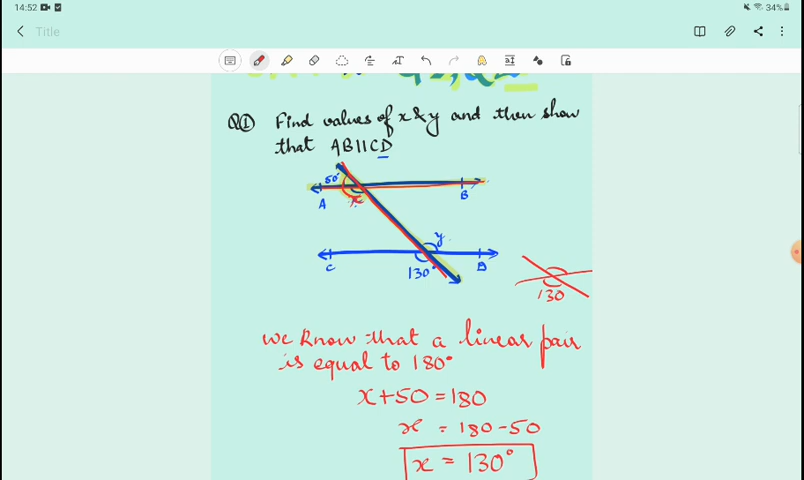 14:52
34%
Title
Q① Find values of x & y and then show
that AB||CD
50°
A
x
B
y
C
130°
D
130
we know that a linear pair
is equal to 180°
x+50=180
x = 180-50
x = 130°